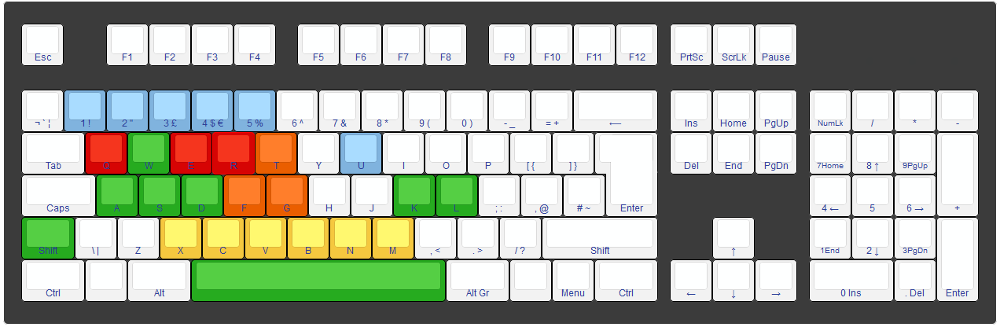 Esc F1 F2 F3 F4 F5 F6 F7 F8 F9 F10 F11 F12 PrtSc ScrLk Pause
¬ ` ¦ 1 ! 2 " 3 £ 4 $ € 5 % 6 ^ 7 & 8 * 9 ( 0 ) - _ = + ← Ins Home PgUp NumLk / * -
Tab Q W E R T Y U I O P [ { ] } Del End PgDn 7Home 8 ↑ 9PgUp
Caps A S D F G H J K L ; : , @ # ~ Enter 4 ← 5 6 → +
Shift \ | Z X C V B N M , < . > / ? Shift ↑ 1End 2 ↓ 3PgDn
Ctrl Alt Alt Gr Menu Ctrl ← ↓ → 0 Ins . Del Enter